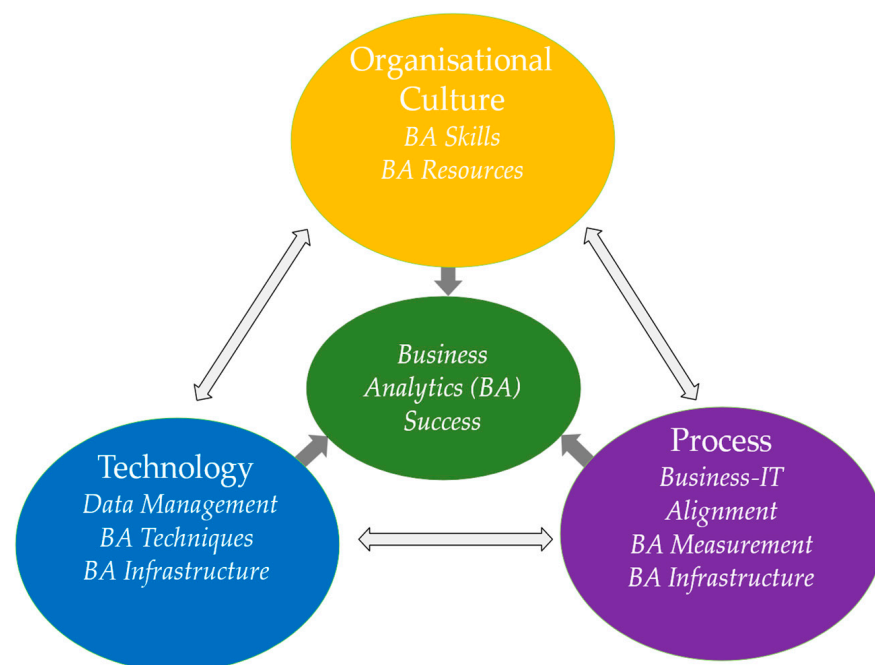 Organisational
Culture
BA Skills
BA Resources
Business
Analytics (BA)
Success
Technology
Data Management
BA Techniques
BA Infrastructure
Process
Business-IT
Alignment
BA Measurement
BA Infrastructure